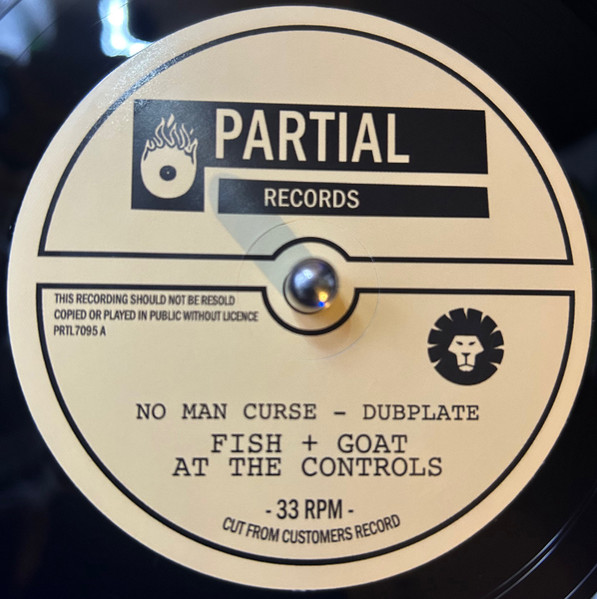 PARTIAL
RECORDS
THIS RECORDING SHOULD NOT BE RESOLD
COPIED OR PLAYED IN PUBLIC WITHOUT LICENCE
PRTL7095 A
NO MAN CURSE - DUBPLATE
FISH + GOAT
AT THE CONTROLS
- 33 RPM -
CUT FROM CUSTOMERS RECORD